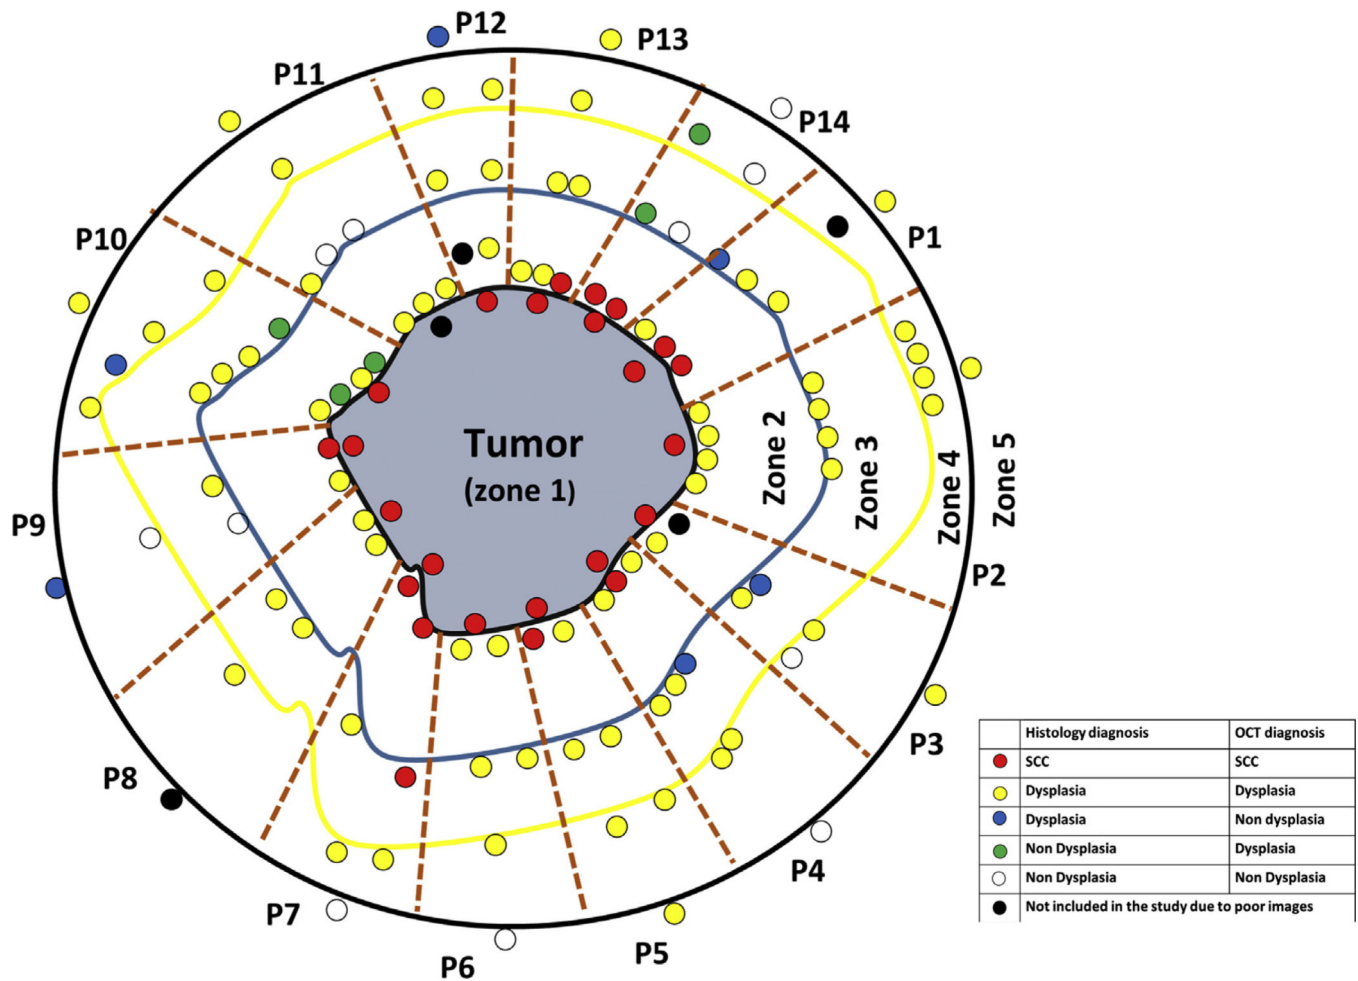 P12
P13
P11
P14
P10
P1
Tumor
(zone 1)
Zone 2
Zone 3
Zone 4
Zone 5
P9
P2
P8
P3
P4
P7
P6
P5
Histology diagnosis OCT diagnosis
SCC SCC
Dysplasia Dysplasia
Dysplasia Non dysplasia
Non Dysplasia Dysplasia
Non Dysplasia Non Dysplasia
Not included in the study due to poor images